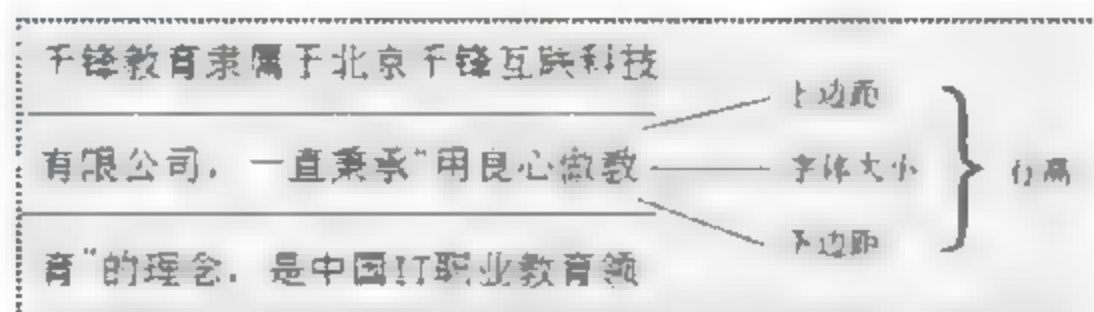 千锋教育隶属于北京千锋互联科技
有限公司，一直秉承"用良心做教
育"的理念，是中国IT职业教育领
上边距
字体大小
下边距
行高